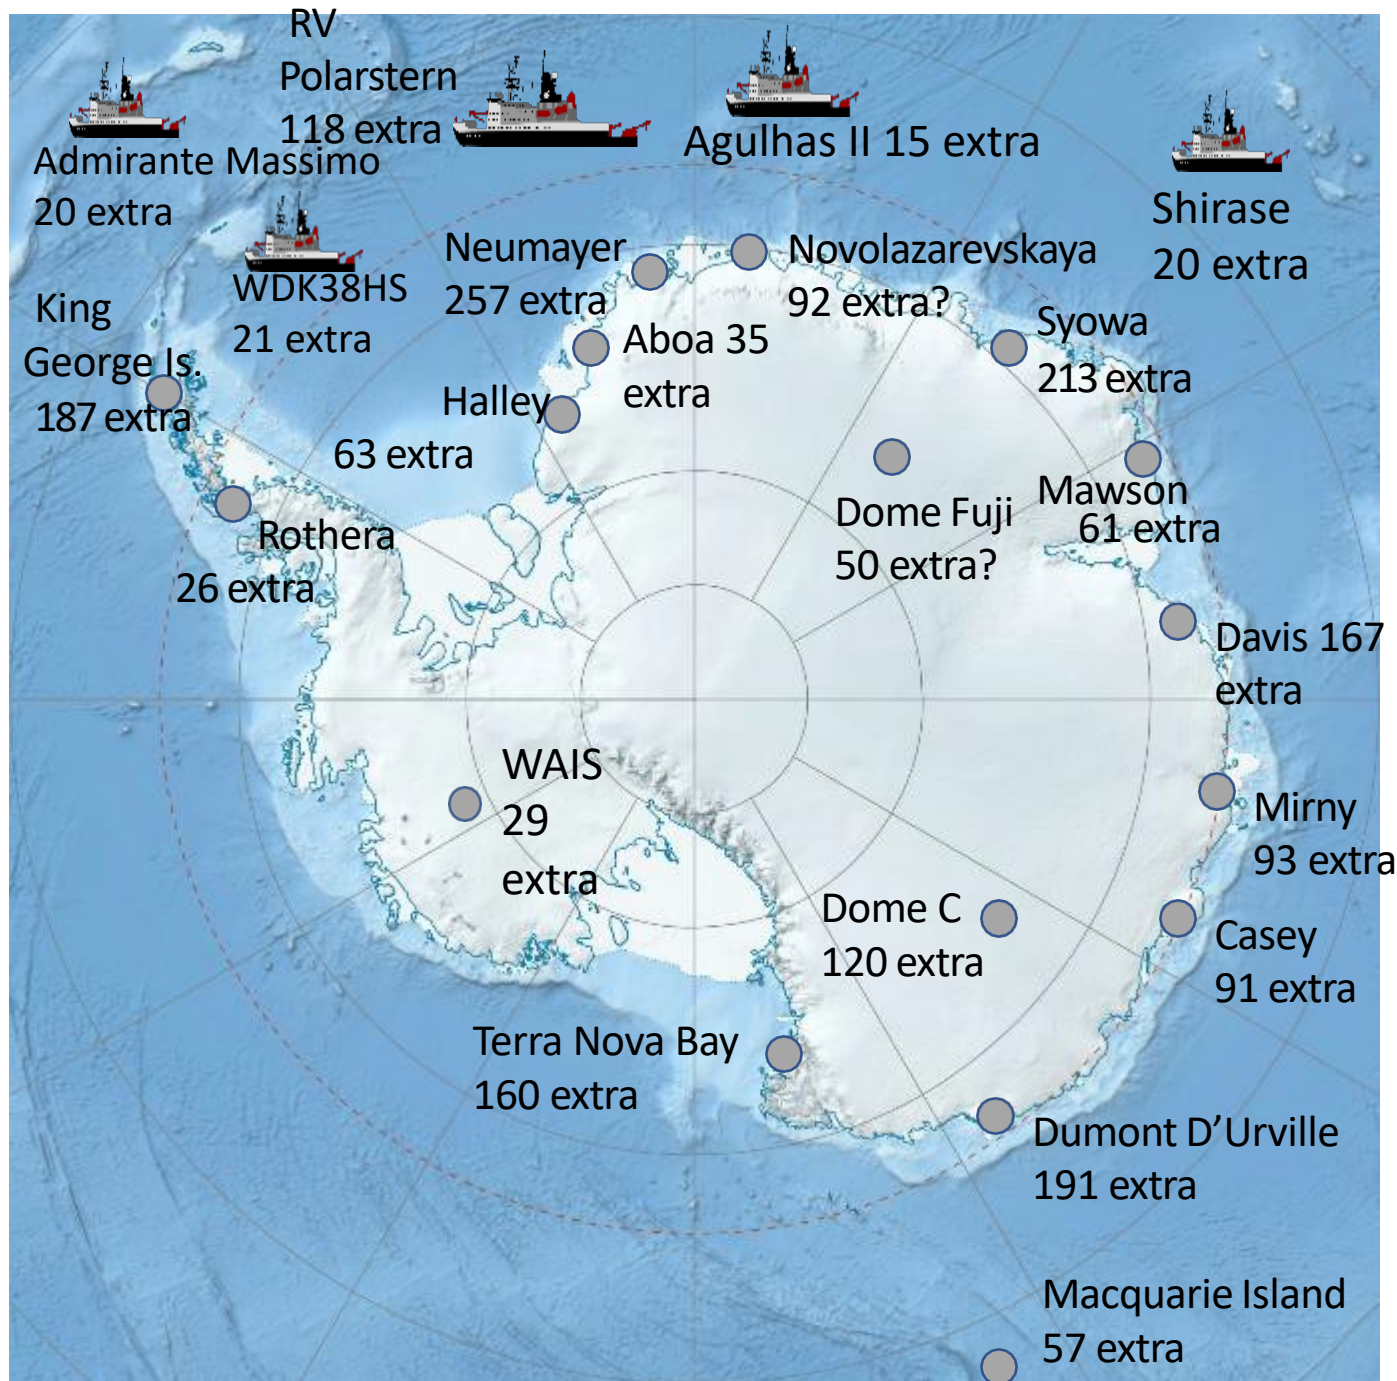 RV
Polarstern
118 extra
Admirante Massimo
20 extra
Agulhas II 15 extra
Shirase
20 extra
WDK38HS
21 extra
King
George Is.
187 extra
Neumayer
257 extra
Novolazarevskaya
92 extra?
Aboa 35
extra
Syowa
213 extra
Halley
63 extra
Mawson
61 extra
Dome Fuji
50 extra?
Rothera
26 extra
Davis 167
extra
WAIS
29
extra
Mirny
93 extra
Dome C
120 extra
Casey
91 extra
Terra Nova Bay
160 extra
Dumont D’Urville
191 extra
Macquarie Island
57 extra